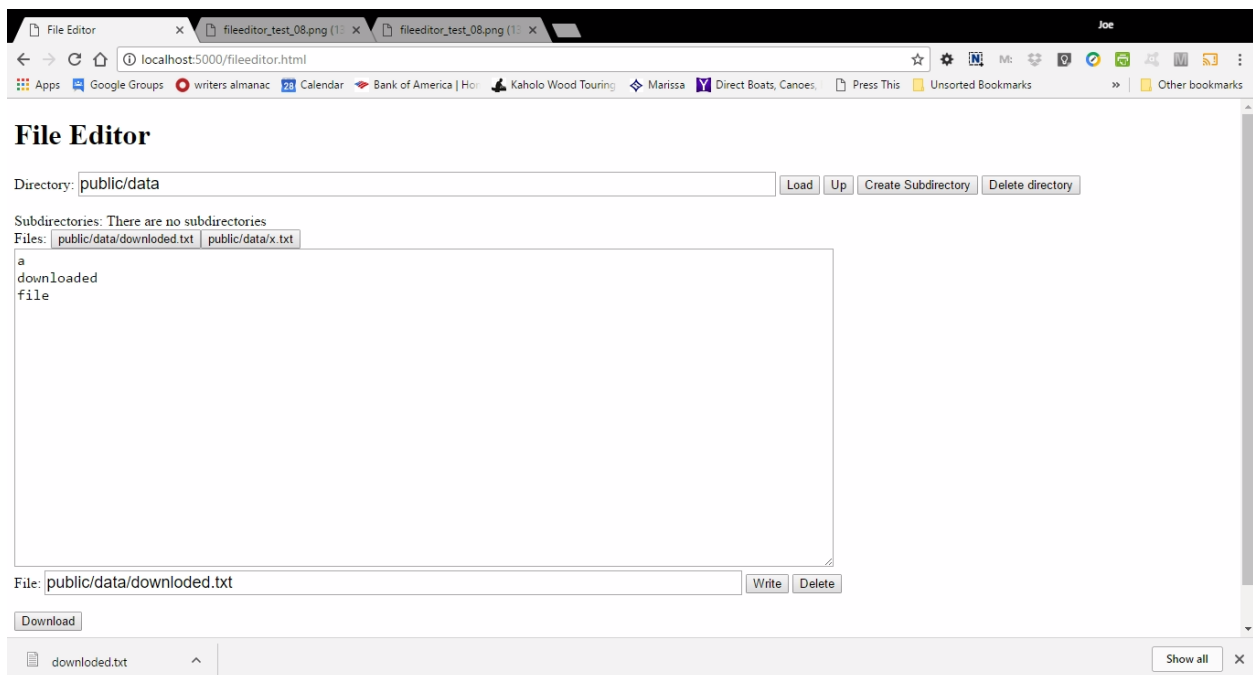 File Editor fileeditor_test_08.png (1 fileeditor_test_08.png (1 Joe
localhost:5000/fileeditor.html
Apps Google Groups writers almanac 28 Calendar Bank of America | Hor Kaholo Wood Touring Marissa Direct Boats, Canoes, Press This Unsorted Bookmarks » Other bookmarks
File Editor
Directory: public/data Load Up Create Subdirectory Delete directory
Subdirectories: There are no subdirectories
Files: public/data/downloded.txt public/data/x.txt
a
downloaded
file
File: public/data/downloded.txt Write Delete
Download
downloded.txt Show all